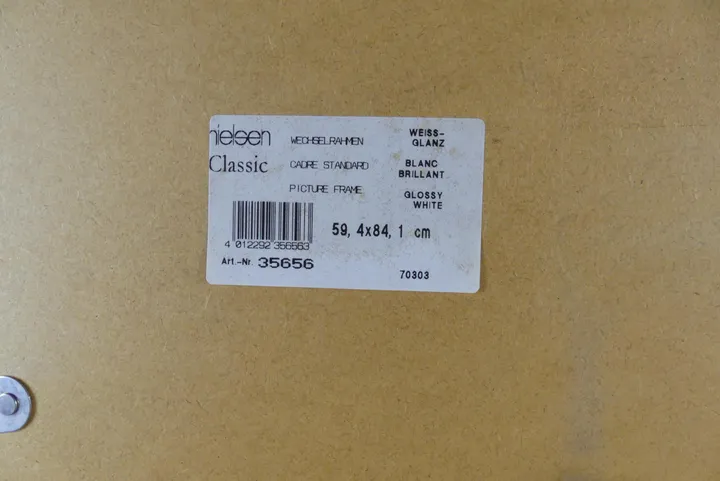 nielsen
Classic
WECHSELRAHMEN
CADRE STANDARD
PICTURE FRAME
WEISS-
GLANZ
BLANC
BRILLANT
GLOSSY
WHITE
59, 4x84, 1 cm
4 012292 356563
Art.-Nr. 35656
70303